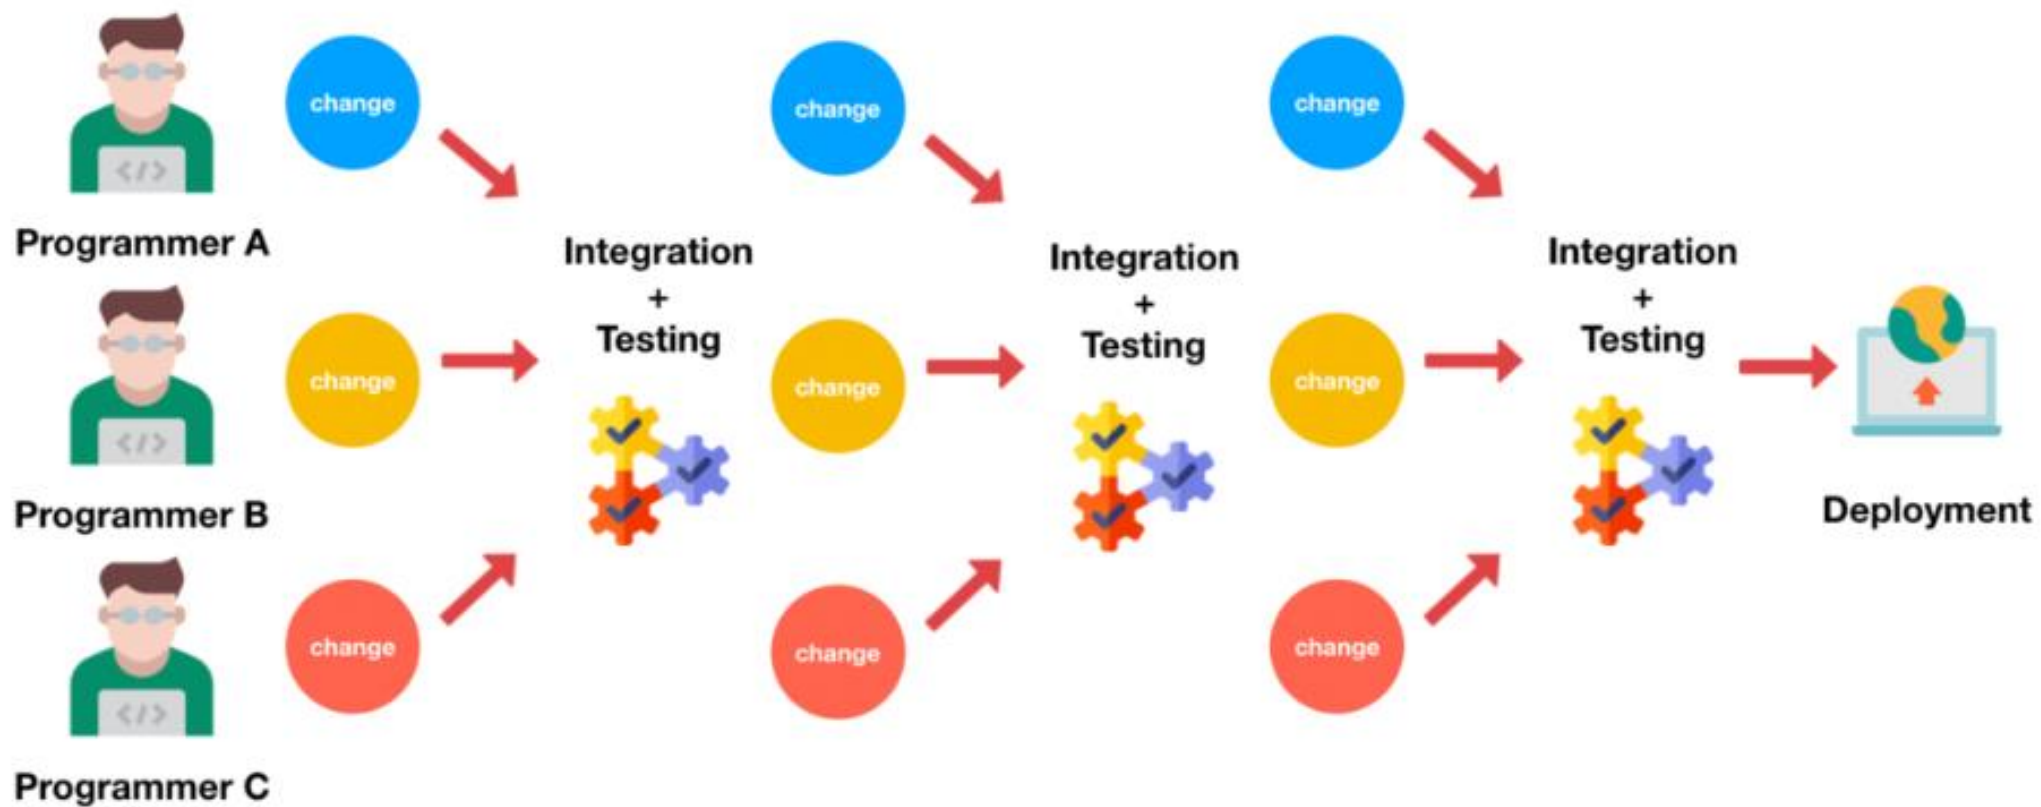 change
change
change
</>
Programmer A
Integration
+
Testing
Integration
+
Testing
Integration
+
Testing
change
change
change
</>
Programmer B
Deployment
change
change
change
</>
Programmer C